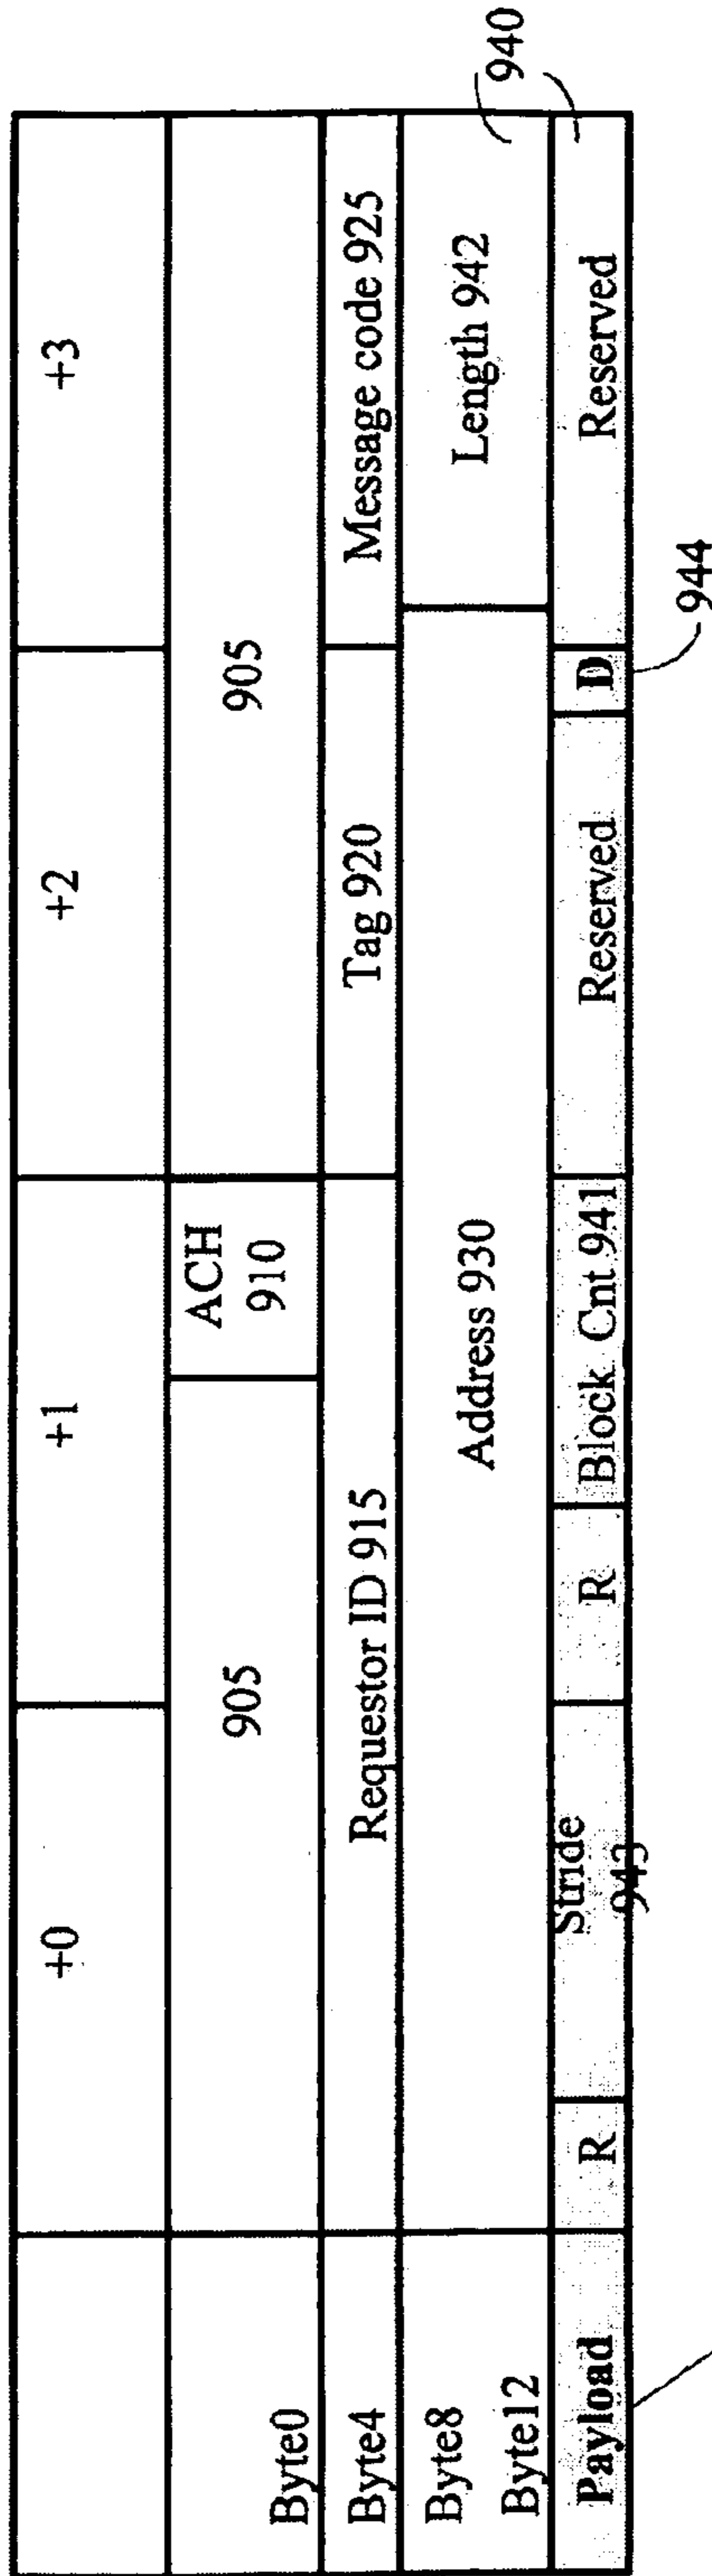 +0 +1 +2 +3
Byte0 905 ACH 910 905
Byte4 Requestor ID 915 Tag 920 Message code 925
Byte8
Byte12 Address 930 Length 942
Payload R Stride 943 R Block Cnt 941 Reserved D Reserved
940
944